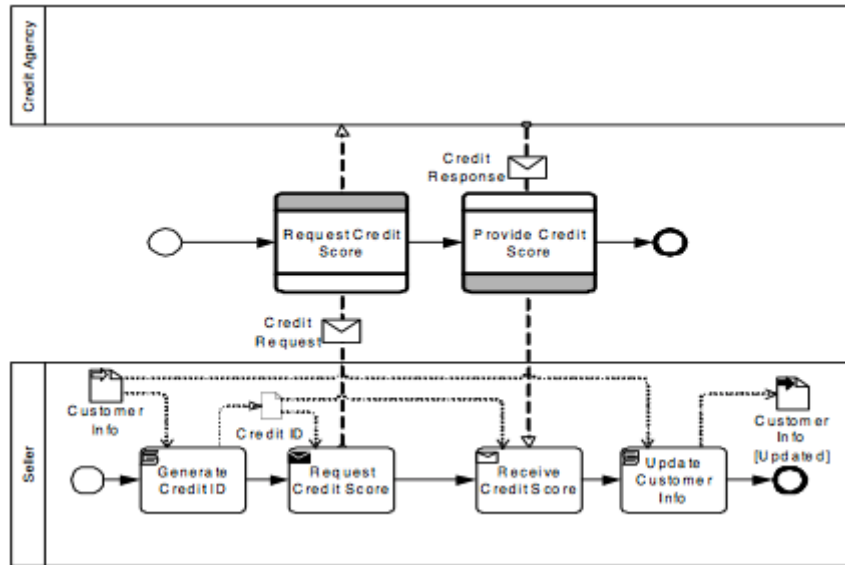 Credit Agency
Credit
Response
Request Credit
Score
Provide Credit
Score
Credit
Request
Seller
Customer
Info
Credit ID
Customer
Info
[Updated]
Generate
Credit ID
Request
Credit Score
Receive
Credit Score
Update
Customer
Info